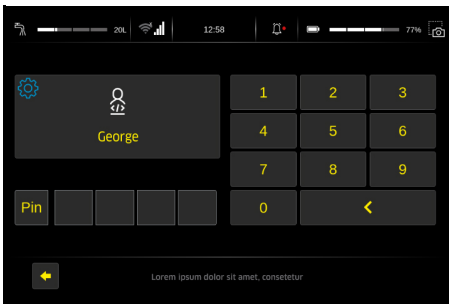 20L 12:58 77%
George
1 2 3
4 5 6
7 8 9
Pin 0
Lorem ipsum dolor sit amet, consetetur